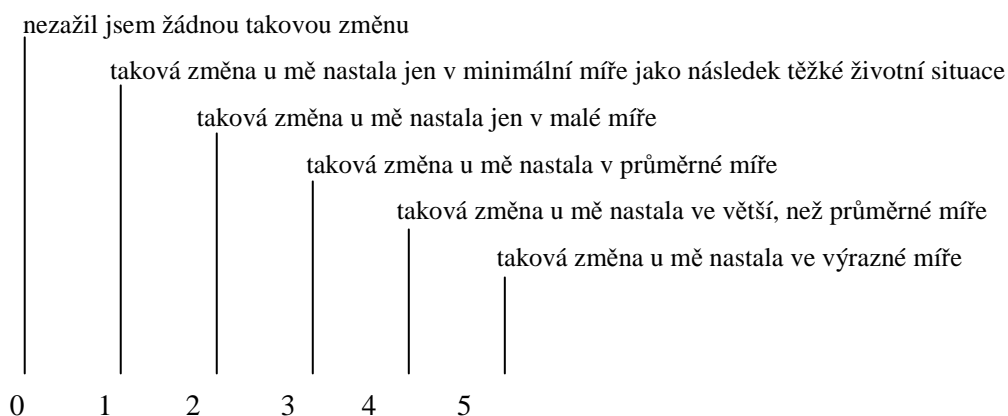 nezažil jsem žádnou takovou změnu
taková změna u mě nastala jen v minimální míře jako následek těžké životní situace
taková změna u mě nastala jen v malé míře
taková změna u mě nastala v průměrné míře
taková změna u mě nastala ve větší, než průměrné míře
taková změna u mě nastala ve výrazné míře
0 1 2 3 4 5